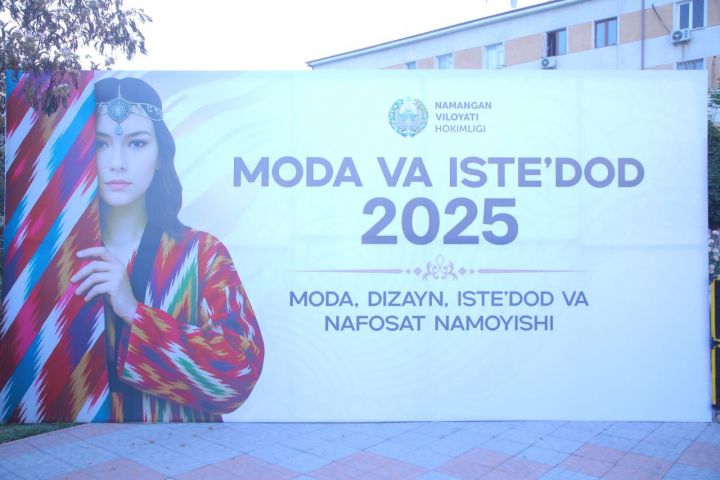 NAMANGAN
VILOYATI
HOKIMLIGI
MODA VA ISTE’DOD
2025
MODA, DIZAYN, ISTE’DOD VA
NAFOSAT NAMOYISHI